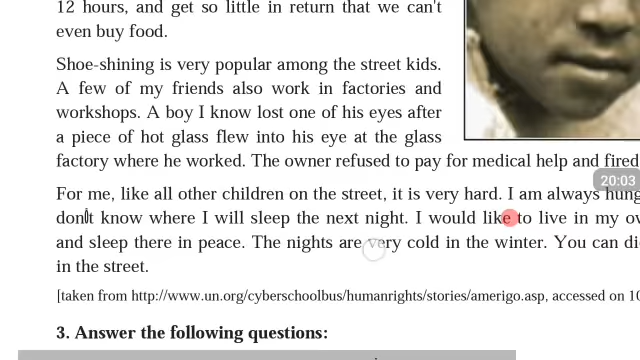 12 hours, and get so little in return that we can't
even buy food.
Shoe-shining is very popular among the street kids.
A few of my friends also work in factories and
workshops. A boy I know lost one of his eyes after
a piece of hot glass flew into his eye at the glass
factory where he worked. The owner refused to pay for medical help and fired
20:03
For me, like all other children on the street, it is very hard. I am always
don't know where I will sleep the next night. I would like to live in my
and sleep there in peace. The nights are very cold in the winter. You can
in the street.
[taken from http://www.un.org/cyberschoolbus/humanrights/stories/amerigo.asp, accessed on
3. Answer the following questions: